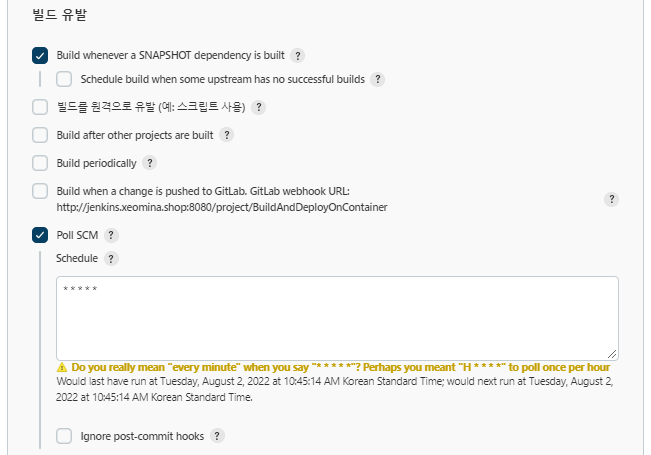 빌드 유발
Build whenever a SNAPSHOT dependency is built ?
Schedule build when some upstream has no successful builds ?
빌드를 원격으로 유발 (예: 스크립트 사용) ?
Build after other projects are built ?
Build periodically ?
Build when a change is pushed to GitLab. GitLab webhook URL:
http://jenkins.xeomina.shop:8080/project/BuildAndDeployOnContainer ?
Poll SCM ?
Schedule ?
* * * * *
Do you really mean "every minute" when you say "* * * * *"? Perhaps you meant "H * * * *" to poll once per hour
Would last have run at Tuesday, August 2, 2022 at 10:45:14 AM Korean Standard Time; would next run at Tuesday, August 2,
2022 at 10:45:14 AM Korean Standard Time.
Ignore post-commit hooks ?